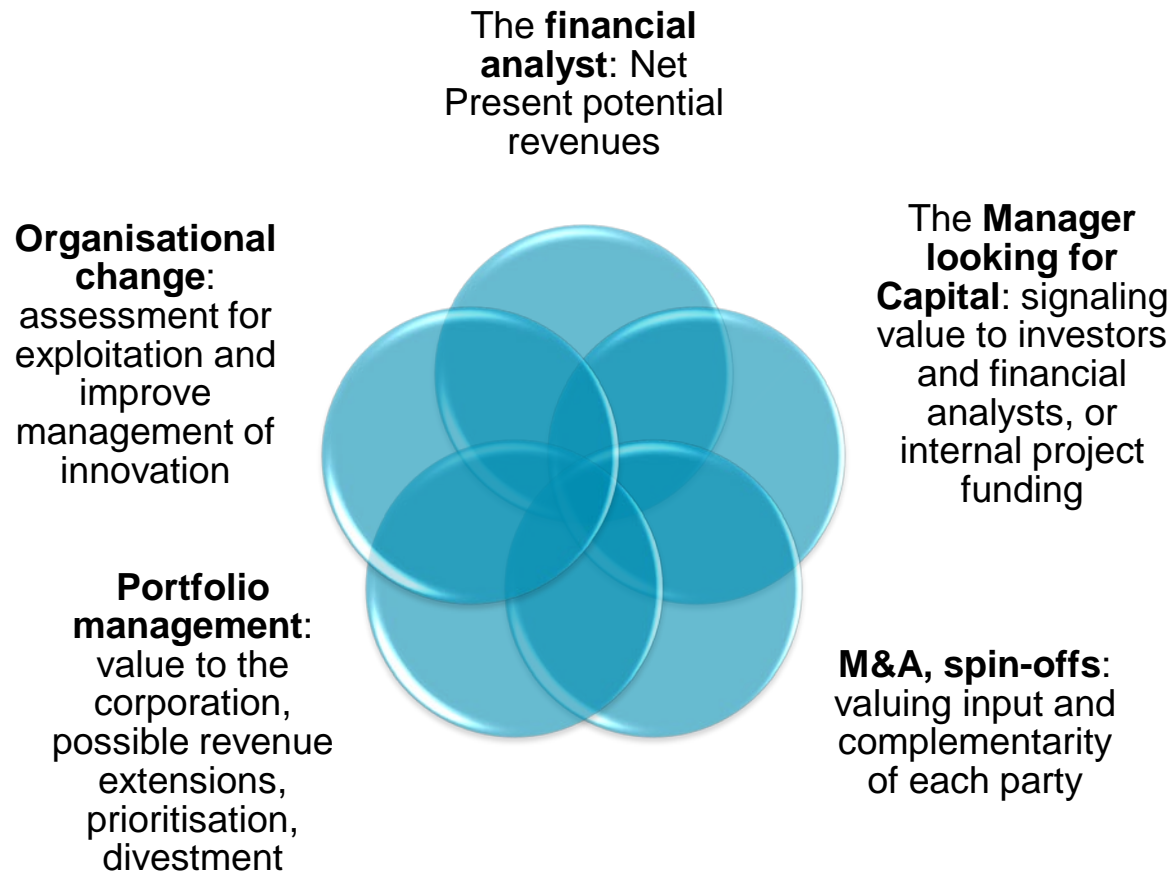 The financial
analyst: Net
Present potential
revenues
The Manager
looking for
Capital: signaling
value to investors
and financial
analysts, or
internal project
funding
M&A, spin-offs:
valuing input and
complementarity
of each party
Portfolio
management:
value to the
corporation,
possible revenue
extensions,
prioritisation,
divestment
Organisational
change:
assessment for
exploitation and
improve
management of
innovation